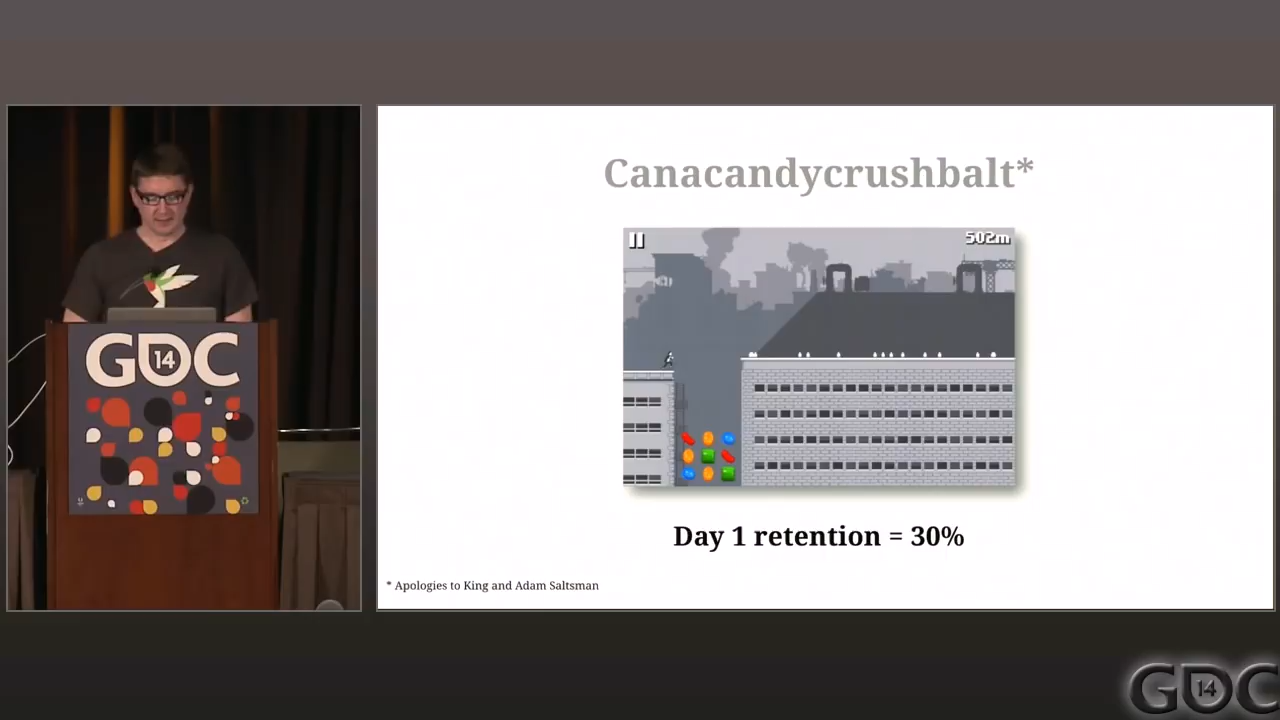 Canacandycrushbalt*
502m
Day 1 retention = 30%
* Apologies to King and Adam Saltsman
GDC
14
GDC
14